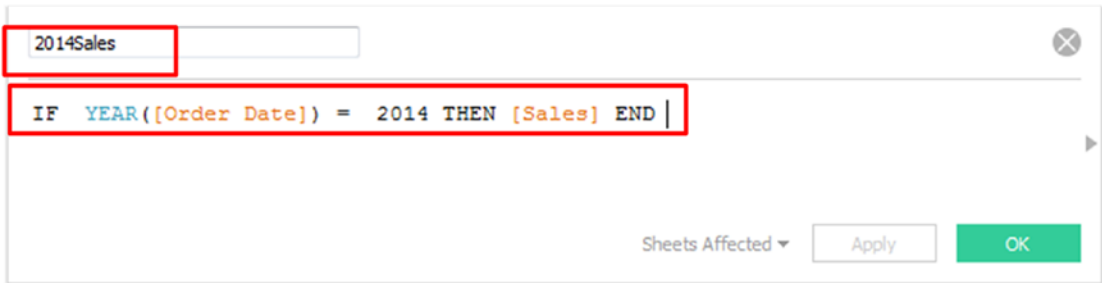 2014Sales
IF YEAR([Order Date]) = 2014 THEN [Sales] END
Sheets Affected Apply OK